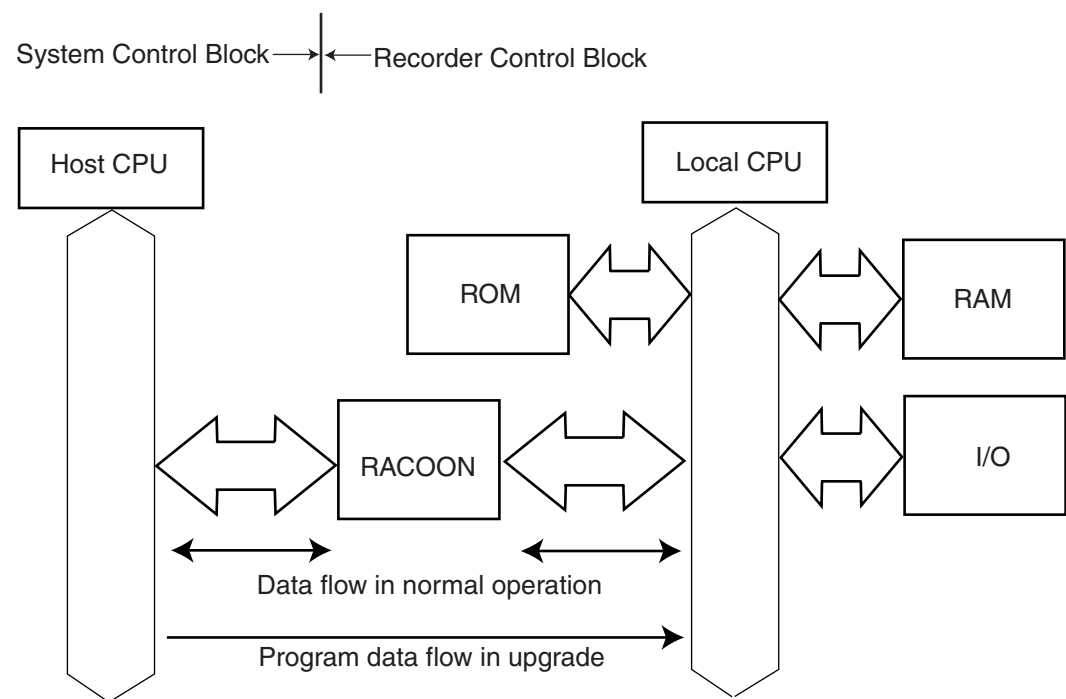 System Control Block
Recorder Control Block
Host CPU
Local CPU
ROM
RAM
RACOON
I/O
Data flow in normal operation
Program data flow in upgrade